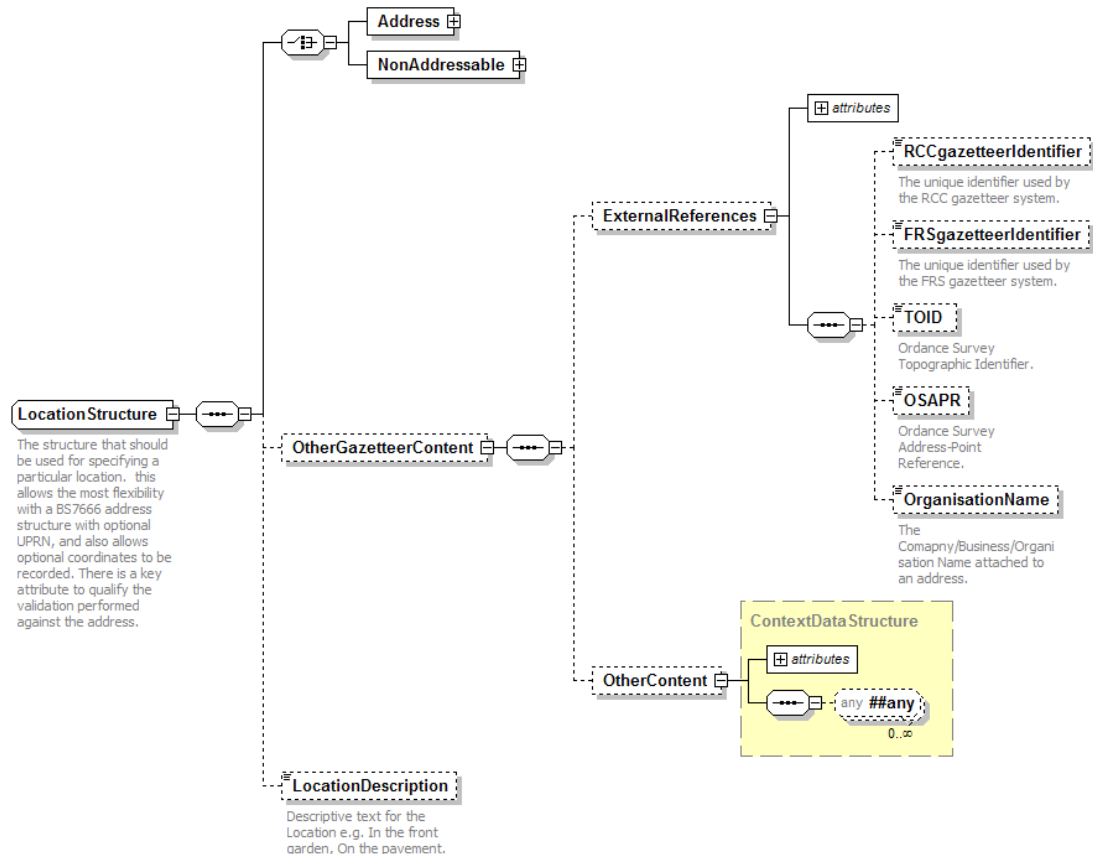 Address
NonAddressable
attributes
RCCgazetteerIdentifier
The unique identifier used by
the RCC gazetteer system.
ExternalReferences
FRSgazetteerIdentifier
The unique identifier used by
the FRS gazetteer system.
TOID
Ordance Survey
Topographic Identifier.
OSAPR
Ordance Survey
Address-Point
Reference.
LocationStructure
The structure that should
be used for specifying a
particular location.  this
allows the most flexibility
with a BS7666 address
structure with optional
UPRN, and also allows
optional coordinates to be
recorded. There is a key
attribute to qualify the
validation performed
against the address.
OtherGazetteerContent
OrganisationName
The
Comapny/Business/Organi
sation Name attached to
an address.
ContextDataStructure
attributes
OtherContent
any ##any
0..∞
LocationDescription
Descriptive text for the
Location e.g. In the front
garden, On the pavement.